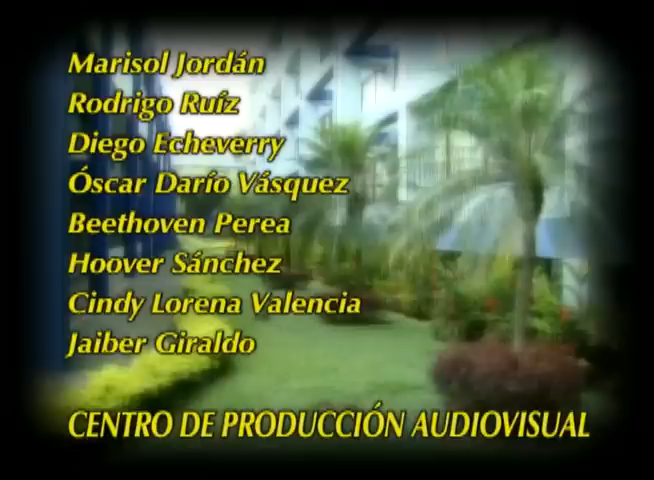 Marisol Jordán
Rodrigo Ruíz
Diego Echeverry
Óscar Darío Vásquez
Beethoven Perea
Hoover Sánchez
Cindy Lorena Valencia
Jaiber Giraldo
CENTRO DE PRODUCCIÓN AUDIOVISUAL